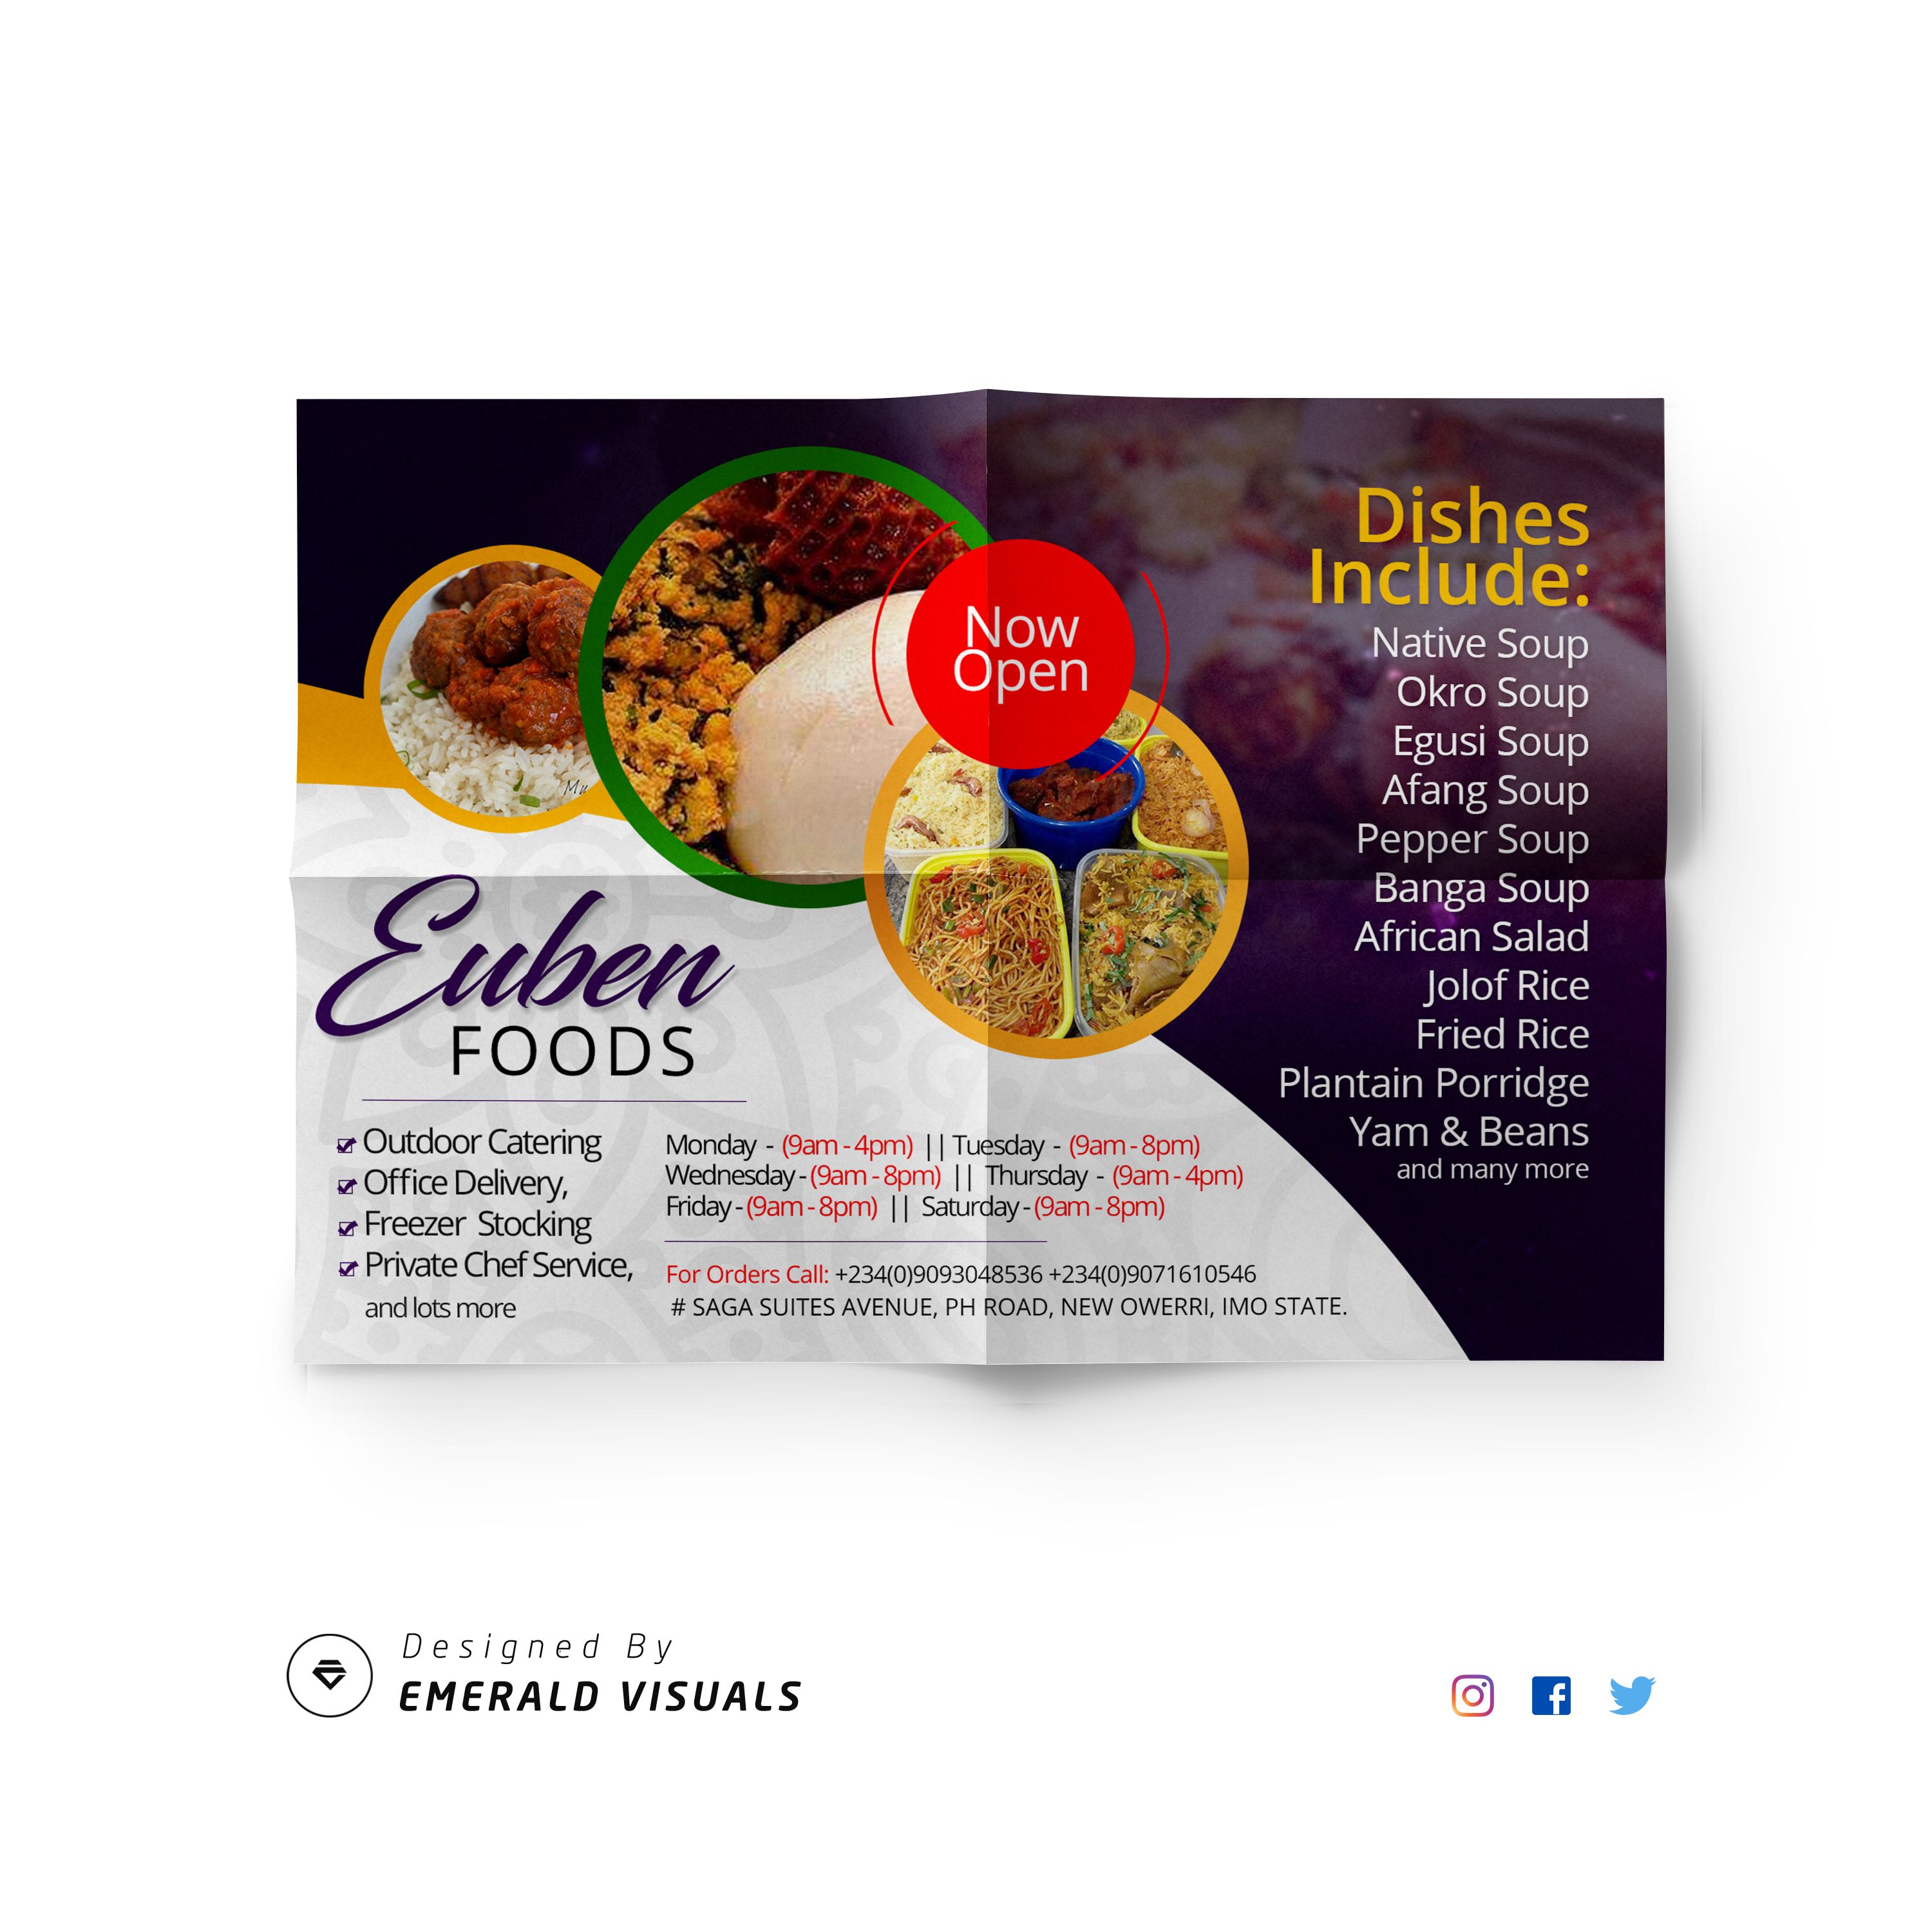 Now
Open
Dishes
Include:
Native Soup
Okro Soup
Egusi Soup
Afang Soup
Pepper Soup
Banga Soup
African Salad
Jolof Rice
Fried Rice
Plantain Porridge
Yam & Beans
and many more
Euben
FOODS
Outdoor Catering
Office Delivery,
Freezer Stocking
Private Chef Service,
and lots more
Monday - (9am - 4pm) || Tuesday - (9am - 8pm)
Wednesday - (9am - 8pm) || Thursday - (9am - 4pm)
Friday - (9am - 8pm) || Saturday - (9am - 8pm)
For Orders Call: +234(0)9093048536 +234(0)9071610546
# SAGA SUITES AVENUE, PH ROAD, NEW OWERRI, IMO STATE.
Designed By
EMERALD VISUALS